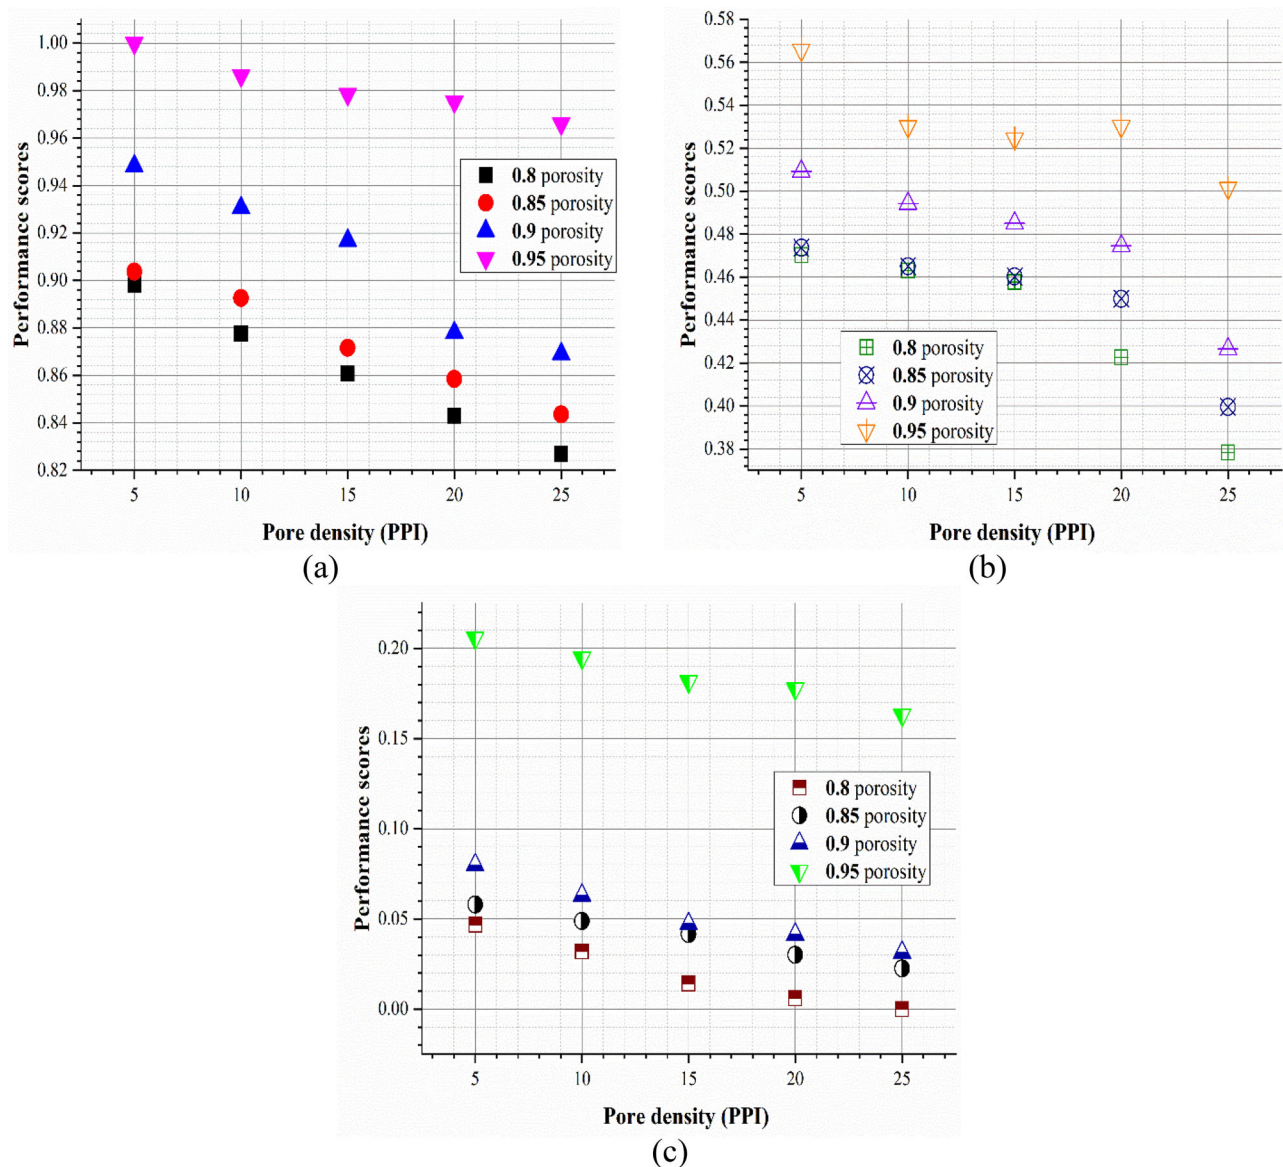 Performance scores
1.00
0.98
0.96
0.94
0.92
0.90
0.88
0.86
0.84
0.82
0.8 porosity
0.85 porosity
0.9 porosity
0.95 porosity
5 10 15 20 25
Pore density (PPI)
(a)
Performance scores
0.58
0.56
0.54
0.52
0.50
0.48
0.46
0.44
0.42
0.40
0.38
0.8 porosity
0.85 porosity
0.9 porosity
0.95 porosity
5 10 15 20 25
Pore density (PPI)
(b)
Performance scores
0.20
0.15
0.10
0.05
0.00
0.8 porosity
0.85 porosity
0.9 porosity
0.95 porosity
5 10 15 20 25
Pore density (PPI)
(c)